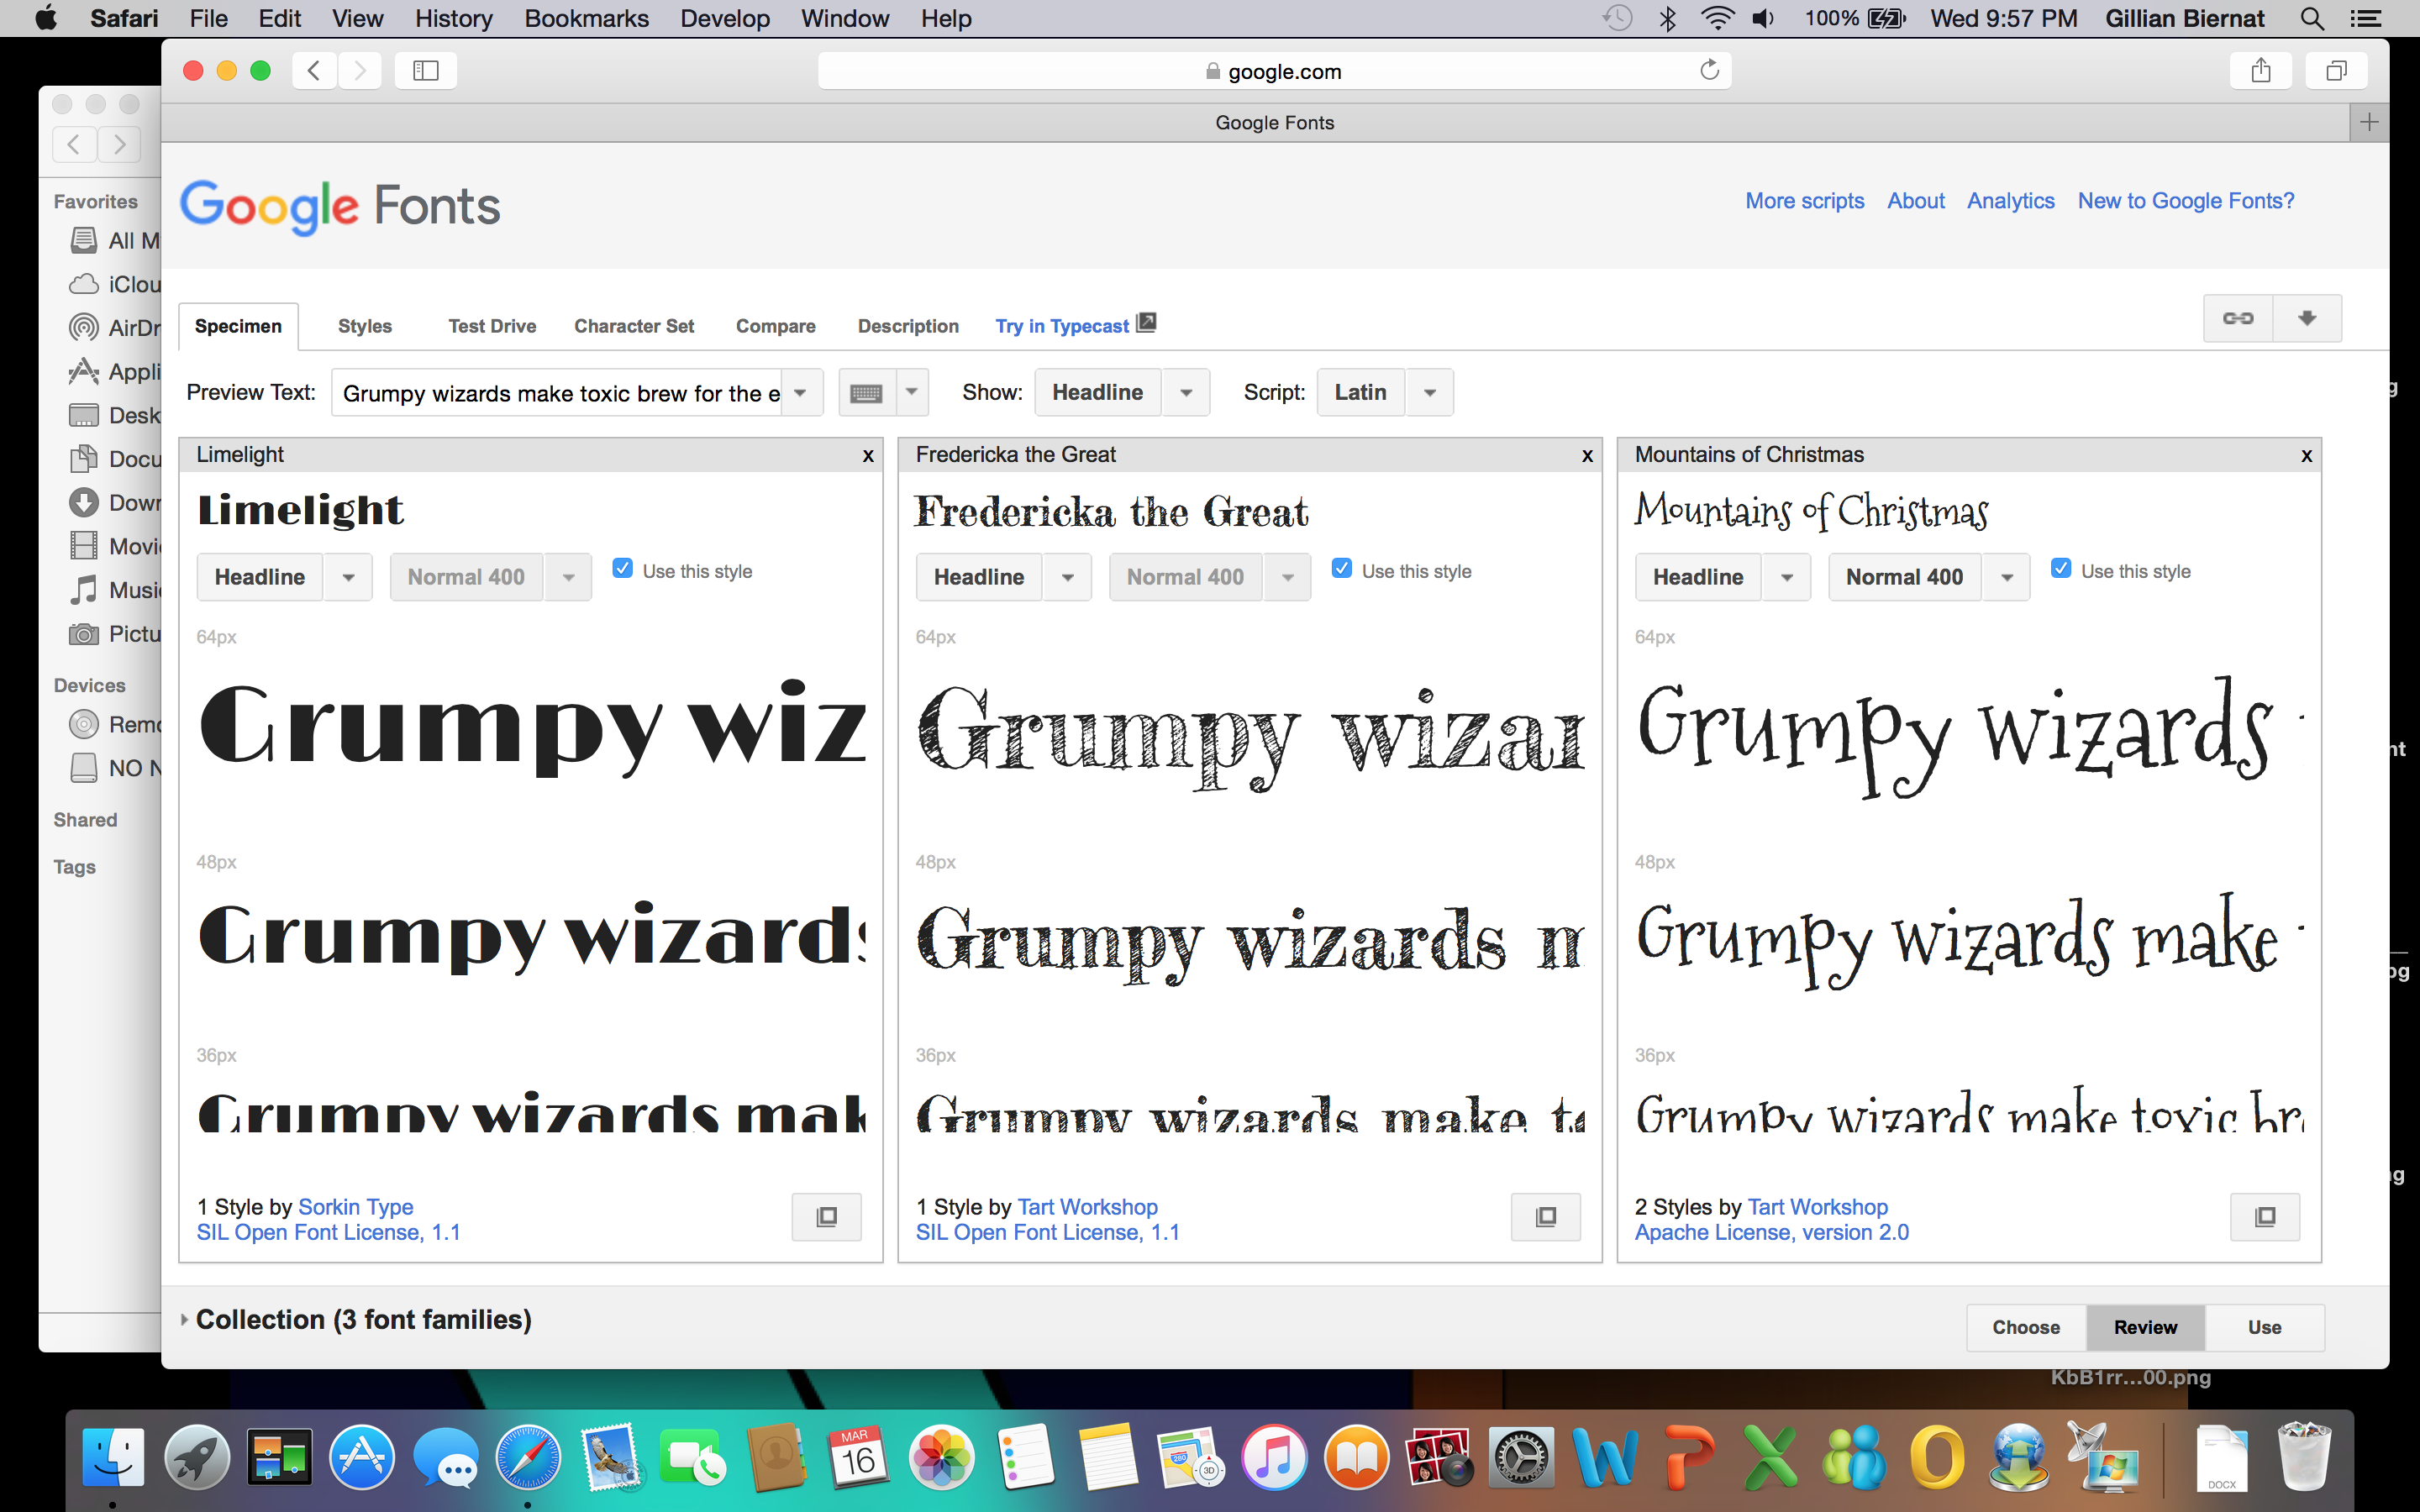 Safari File Edit View History Bookmarks Develop Window Help 100% Wed 9:57 PM Gillian Biernat
google.com
Google Fonts
Favorites
All M
iClou
AirDr
Appli
Desk
Docu
Down
Movi
Music
Pictu
Devices
Remo
NO N
Shared
Tags
Google Fonts
More scripts About Analytics New to Google Fonts?
Specimen Styles Test Drive Character Set Compare Description Try in Typecast
Preview Text: Grumpy wizards make toxic brew for the e Show: Headline Script: Latin
Limelight x
Limelight
Headline Normal 400 Use this style
64px
Grumpy wiz
48px
Grumpy wizards
36px
Grumpy wizards mak
1 Style by Sorkin Type
SIL Open Font License, 1.1
Fredericka the Great x
Fredericka the Great
Headline Normal 400 Use this style
64px
Grumpy wizar
48px
Grumpy wizards m
36px
Grumpy wizards make to
1 Style by Tart Workshop
SIL Open Font License, 1.1
Mountains of Christmas x
Mountains of Christmas
Headline Normal 400 Use this style
64px
Grumpy wizards
48px
Grumpy wizards make
36px
Grumpy wizards make toxic bre
2 Styles by Tart Workshop
Apache License, version 2.0
Collection (3 font families)
Choose Review Use
KbB1rr...00.png
MAR
16
280
3D
W P X O
DOCX